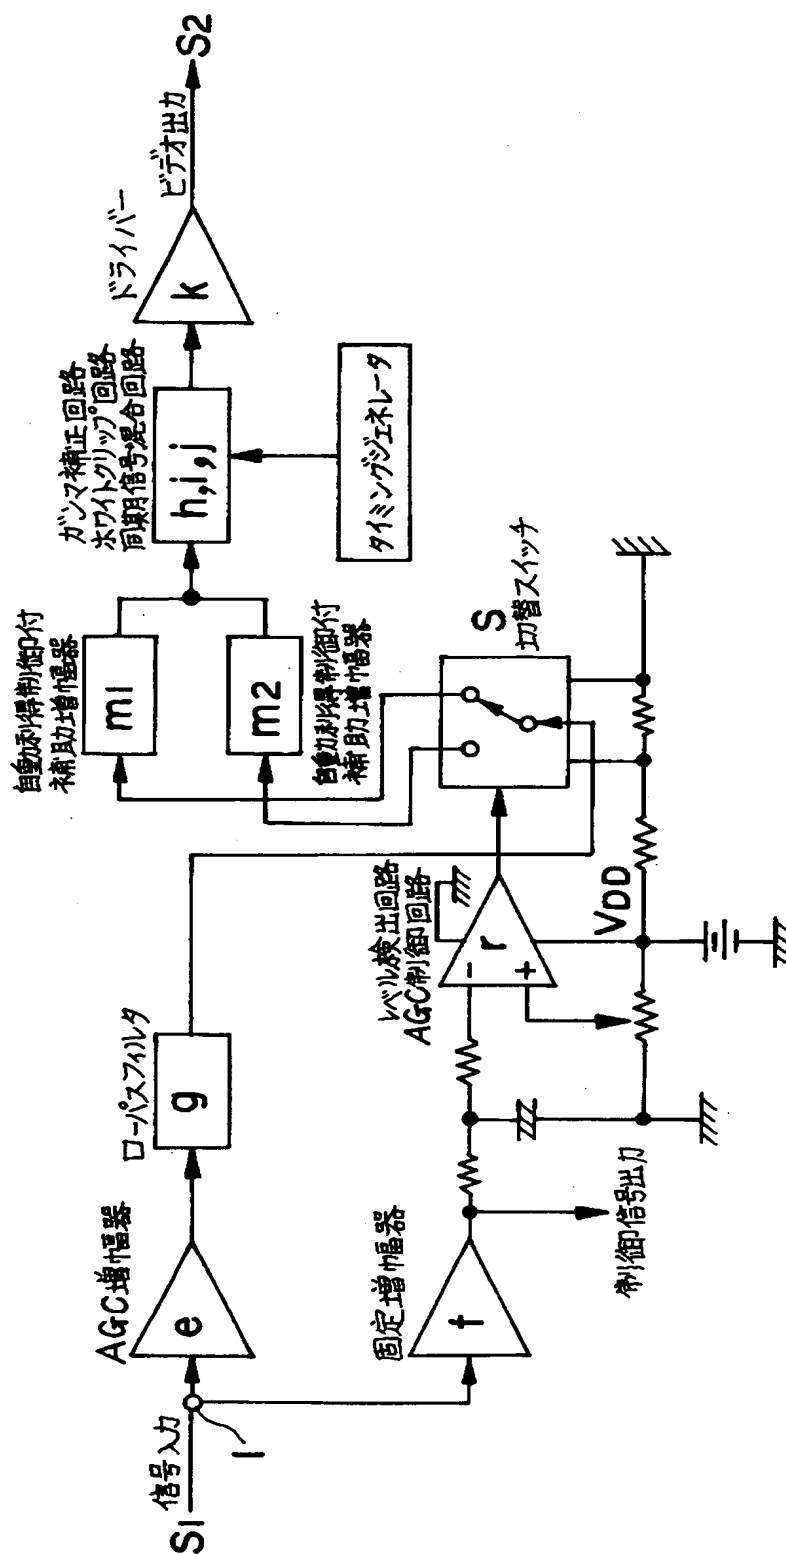 S1
信号入力
1
AGC増幅器
e
ローパスフィルタ
g
自動利得制御付
補助増幅器
m1
m2
自動利得制御付
補助増幅器
ガンマ補正回路
ホワイトクリップ回路
同期信号混合回路
h,i,j
タイミングジェネレータ
ドライバー
k
ビデオ出力
S2
固定増幅器
f
制御信号出力
レベル検出回路
AGC制御回路
-
r
+
VDD
S
切替スイッチ